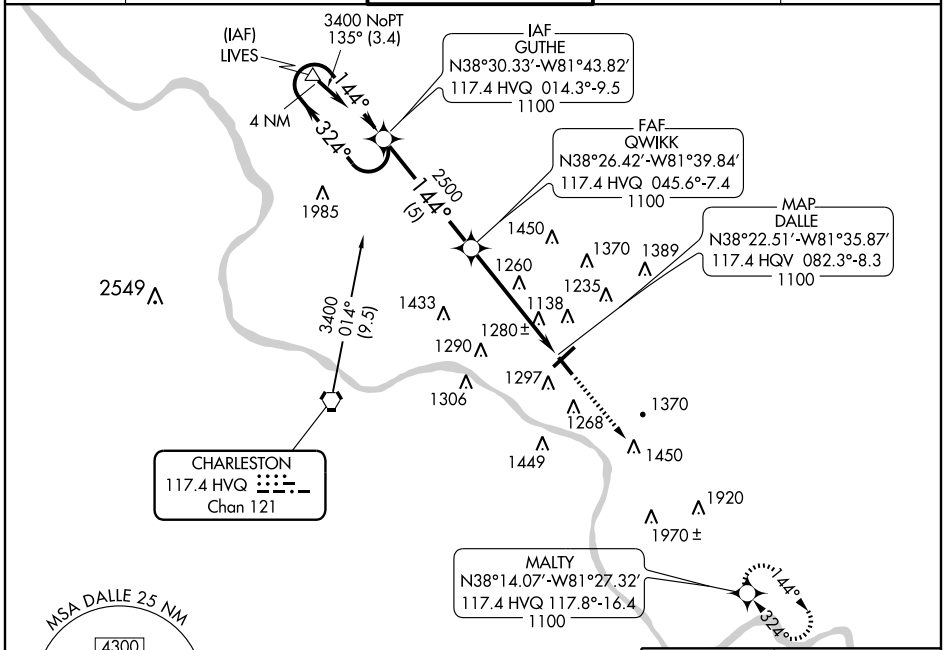 (IAF)
LIVES
3400 NoPT
135° (3.4)
4 NM
144°
324°
IAF
GUTHE
N38°30.33′-W81°43.82′
117.4 HVQ 014.3°-9.5
1100
FAF
QWIKK
N38°26.42′-W81°39.84′
117.4 HVQ 045.6°-7.4
1100
MAP
DALLE
N38°22.51′-W81°35.87′
117.4 HQV 082.3°-8.3
1100
2500
144°
(5)
1985
1450
1370
1389
1260
1235
2549
1433
1138
1280±
3400
014°
(9.5)
1290
1306
1297
1268
1370
1449
1450
CHARLESTON
117.4 HVQ
Chan 121
1920
1970±
MALTY
N38°14.07′-W81°27.32′
117.4 HVQ 117.8°-16.4
1100
144°
324°
MSA DALLE 25 NM
4300